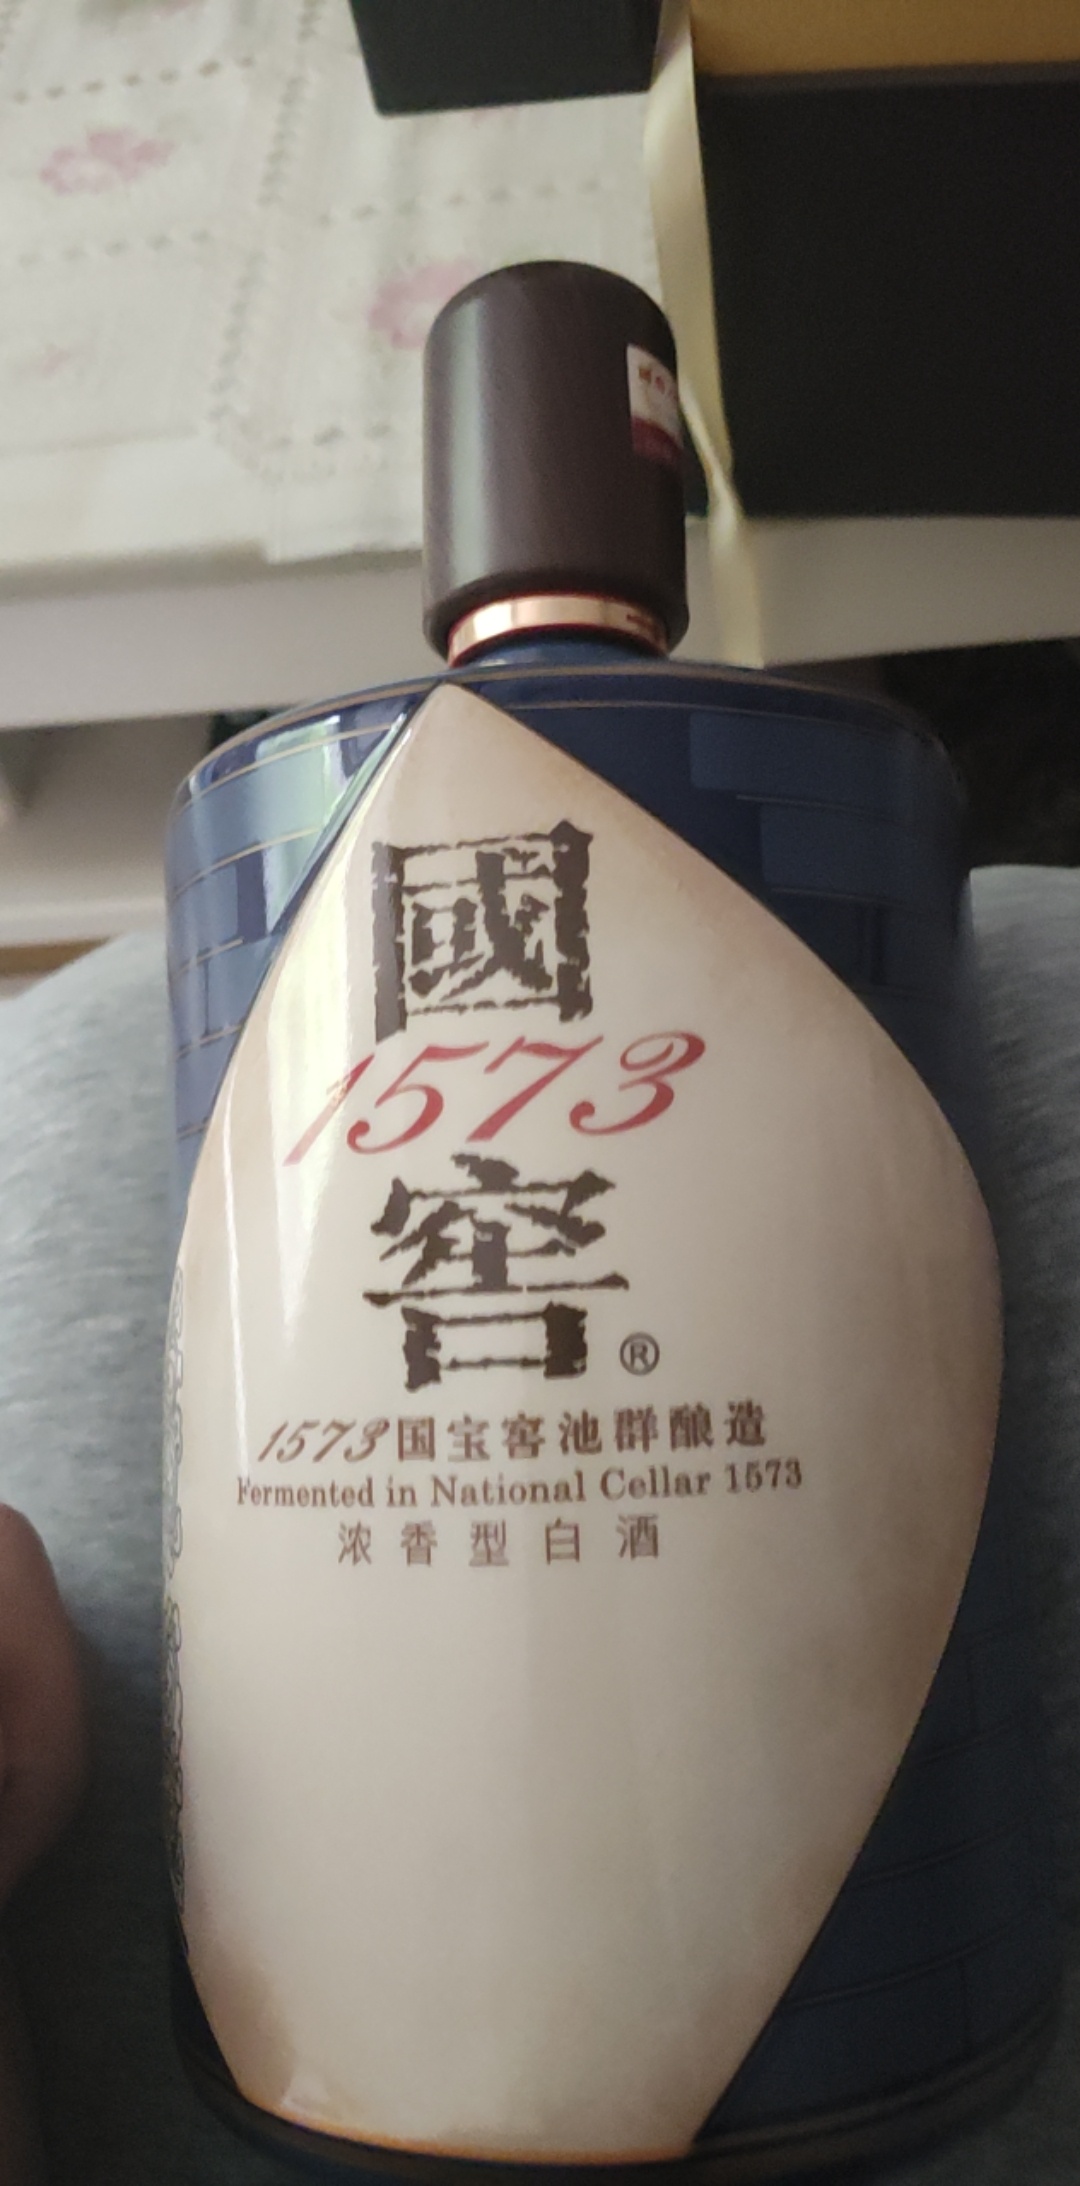 國
1573
窖®
1573国宝窖池群酿造
Fermented in National Cellar 1573
浓香型白酒